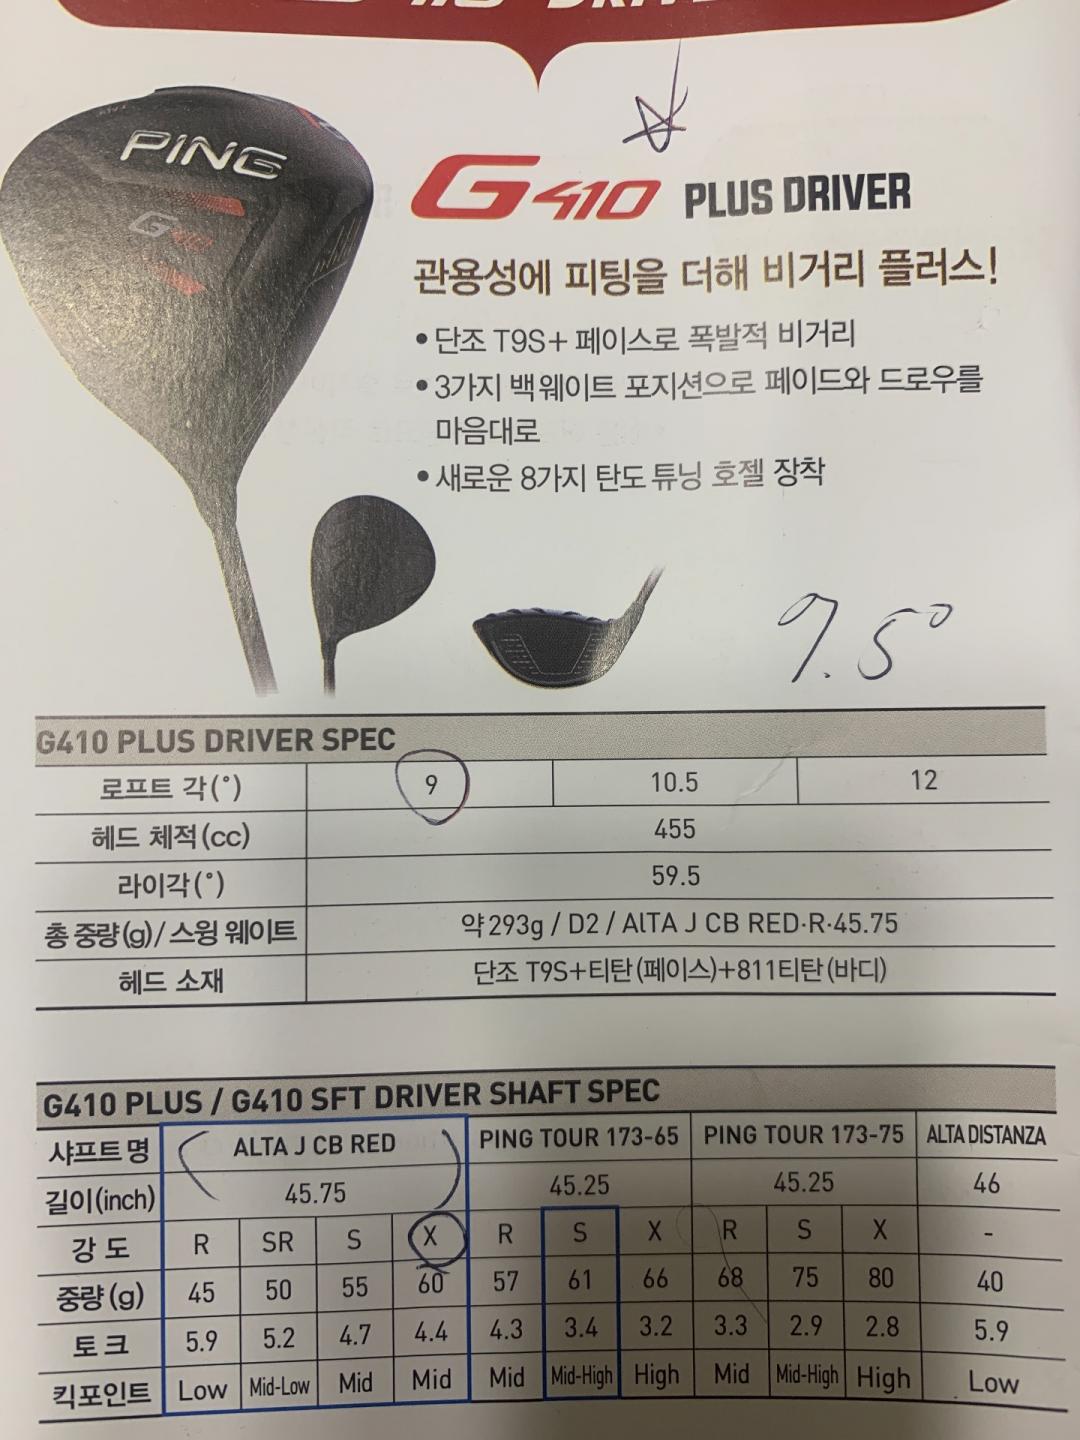 PING
G410
G410 PLUS DRIVER
관용성에 피팅을 더해 비거리 플러스!
• 단조 T9S+ 페이스로 폭발적 비거리
• 3가지 백웨이트 포지션으로 페이드와 드로우를
마음대로
• 새로운 8가지 탄도 튜닝 호젤 장착
9.5°
G410 PLUS DRIVER SPEC
로프트 각(°) 9 10.5 12
헤드 체적(cc) 455
라이각(°) 59.5
총 중량(g)/스윙 웨이트 약293g / D2 / AlTA J CB RED·R·45.75
헤드 소재 단조 T9S+티탄(페이스)+811티탄(바디)
G410 PLUS / G410 SFT DRIVER SHAFT SPEC
샤프트명 ALTA J CB RED PING TOUR 173-65 PING TOUR 173-75 ALTA DISTANZA
길이(inch) 45.75 45.25 45.25 46
강 도 R SR S X R S X R S X -
중량(g) 45 50 55 60 57 61 66 68 75 80 40
토 크 5.9 5.2 4.7 4.4 4.3 3.4 3.2 3.3 2.9 2.8 5.9
킥포인트 Low Mid-Low Mid Mid Mid Mid-High High Mid Mid-High High Low